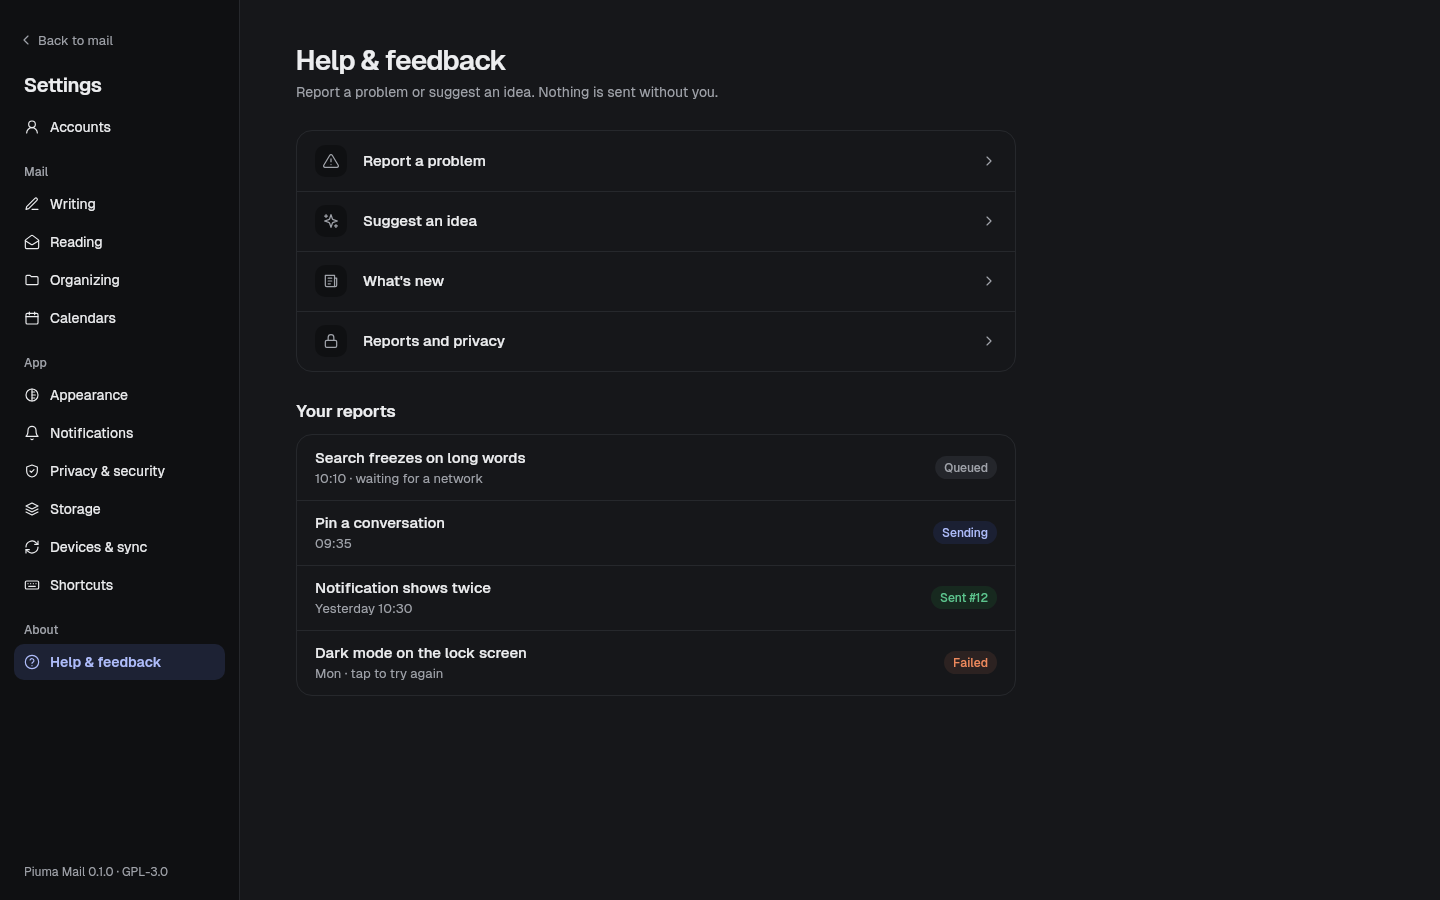 Back to mail
Settings
Accounts
Mail
Writing
Reading
Organizing
Calendars
App
Appearance
Notifications
Privacy & security
Storage
Devices & sync
Shortcuts
About
Help & feedback
Piuma Mail 0.1.0 · GPL-3.0
Help & feedback
Report a problem or suggest an idea. Nothing is sent without you.
Report a problem
Suggest an idea
What's new
Reports and privacy
Your reports
Search freezes on long words
10:10 · waiting for a network
Queued
Pin a conversation
09:35
Sending
Notification shows twice
Yesterday 10:30
Sent #12
Dark mode on the lock screen
Mon · tap to try again
Failed